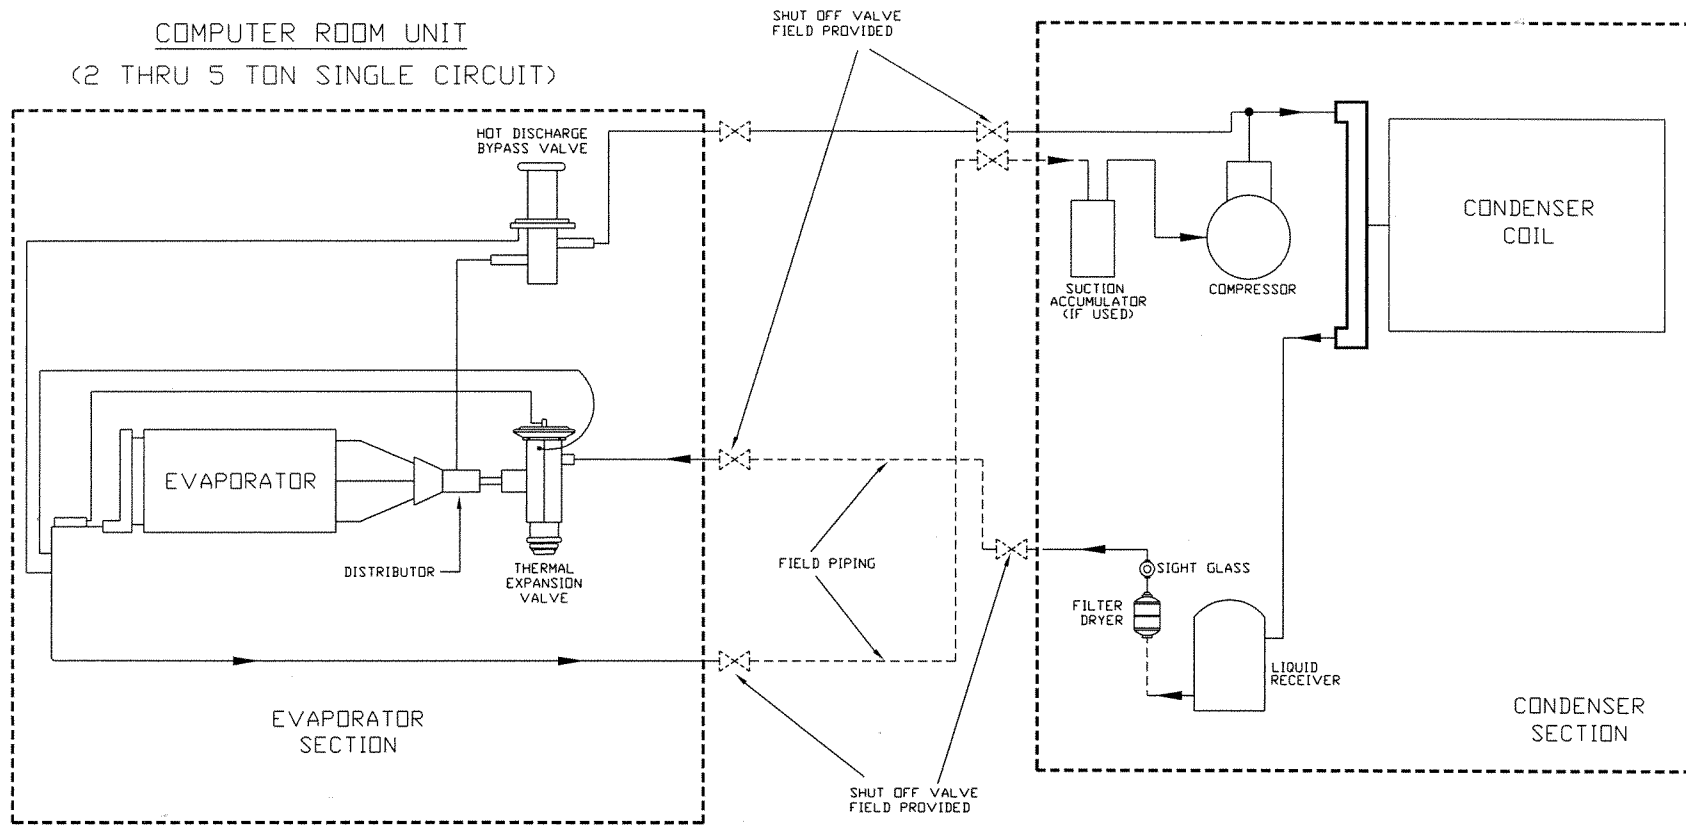 COMPUTER ROOM UNIT
(2 THRU 5 TON SINGLE CIRCUIT)
SHUT OFF VALVE
FIELD PROVIDED
HOT DISCHARGE
BYPASS VALVE
CONDENSER
COIL
SUCTION
ACCUMULATOR
(IF USED)
COMPRESSOR
EVAPORATOR
DISTRIBUTOR
THERMAL
EXPANSION
VALVE
FIELD PIPING
SIGHT GLASS
FILTER
DRYER
LIQUID
RECEIVER
EVAPORATOR
SECTION
CONDENSER
SECTION
SHUT OFF VALVE
FIELD PROVIDED